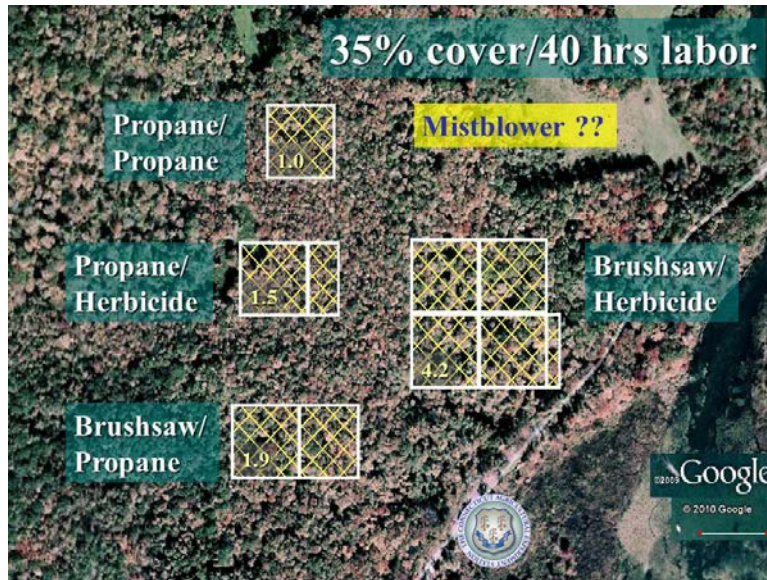 35% cover/40 hrs labor
Propane/
Propane
1.0
Mistblower ??
Propane/
Herbicide
1.5
Brushsaw/
Herbicide
4.2
Brushsaw/
Propane
1.9
©2009 Google
© 2010 Google